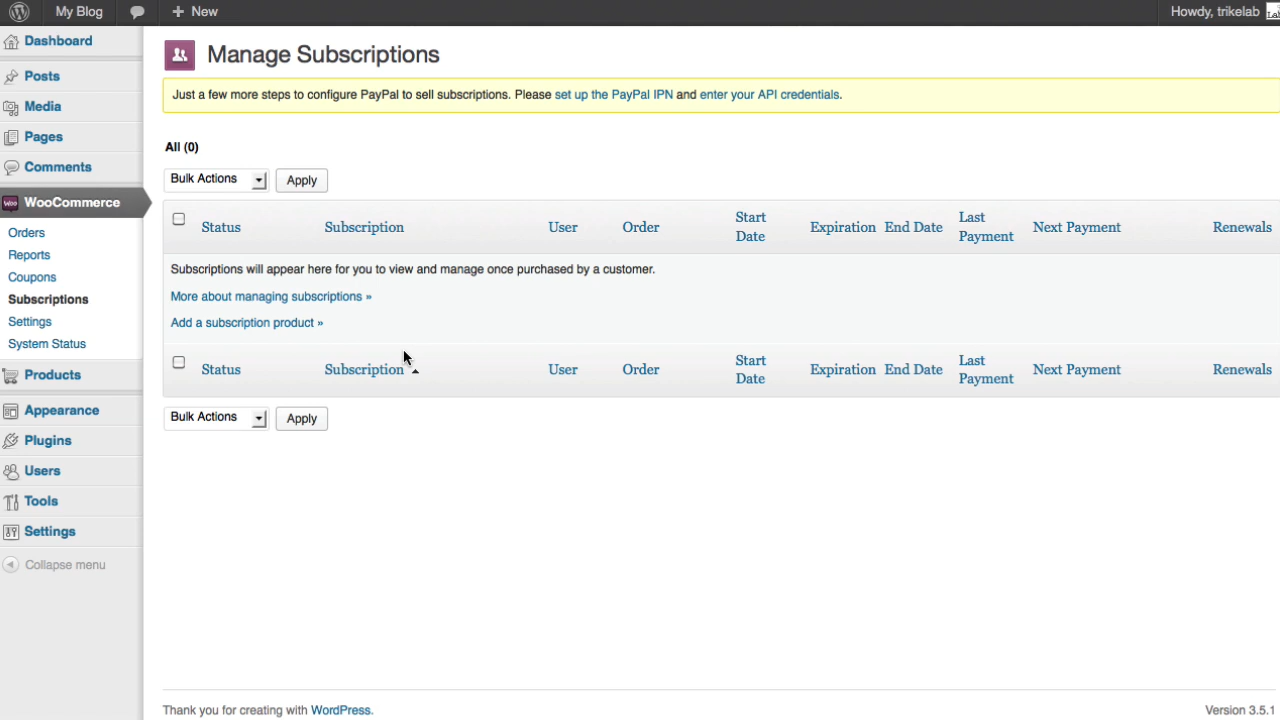 My Blog
New
Howdy, trikelab
Dashboard
Posts
Media
Pages
Comments
WooCommerce
Orders
Reports
Coupons
Subscriptions
Settings
System Status
Products
Appearance
Plugins
Users
Tools
Settings
Collapse menu
Manage Subscriptions
Just a few more steps to configure PayPal to sell subscriptions. Please set up the PayPal IPN and enter your API credentials.
All (0)
Bulk Actions Apply
Status Subscription User Order Start Date Expiration End Date Last Payment Next Payment Renewals
Subscriptions will appear here for you to view and manage once purchased by a customer.
More about managing subscriptions »
Add a subscription product »
Status Subscription User Order Start Date Expiration End Date Last Payment Next Payment Renewals
Bulk Actions Apply
Thank you for creating with WordPress.
Version 3.5.1